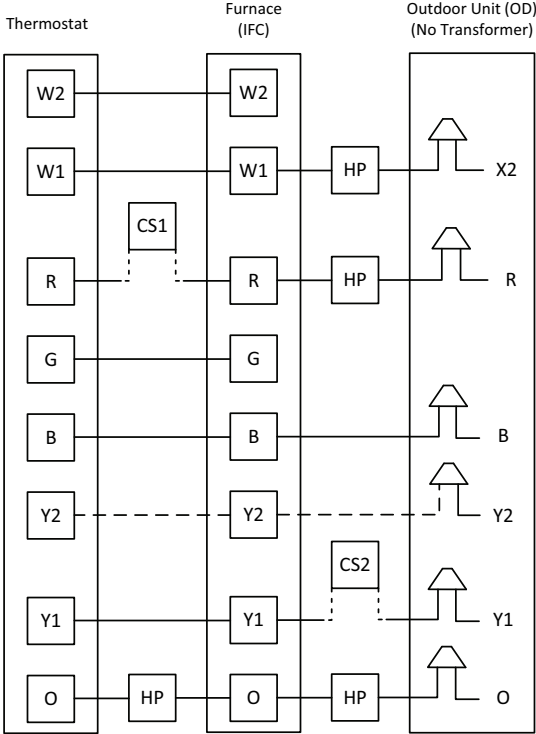 Thermostat
Furnace
(IFC)
Outdoor Unit (OD)
(No Transformer)
W2
W2
W1
W1
HP
X2
CS1
R
R
HP
R
G
G
B
B
B
Y2
Y2
Y2
CS2
Y1
Y1
Y1
O
HP
O
HP
O